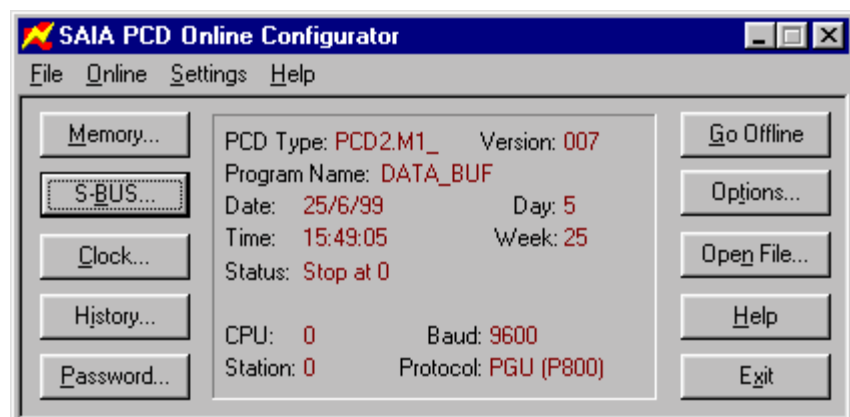 SAIA PCD Online Configurator
File Online Settings Help
Memory...
S-BUS...
Clock...
History...
Password...
PCD Type: PCD2.M1_ Version: 007
Program Name: DATA_BUF
Date: 25/6/99 Day: 5
Time: 15:49:05 Week: 25
Status: Stop at 0
CPU: 0 Baud: 9600
Station: 0 Protocol: PGU (P800)
Go Offline
Options...
Open File...
Help
Exit